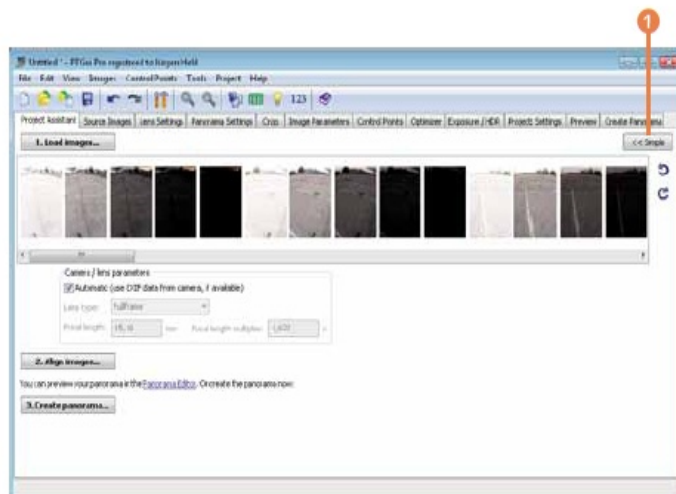 1
Untitled * - PTGui Pro registered to Jürgen Held
File Edit View Images Control Points Tools Project Help
123
Project Assistant Source Images Lens Settings Panorama Settings Crop Image Parameters Control Points Optimizer Exposure / HDR Project Settings Preview Create Panorama
1. Load images...
<< Simple
Camera / lens parameters
Automatic (use EXIF data from camera, if available)
Lens type: fullframe
Focal length: mm Focal length multiplier: x
2. Align images...
You can preview your panorama in the Panorama Editor. Or create the panorama now:
3. Create panorama...